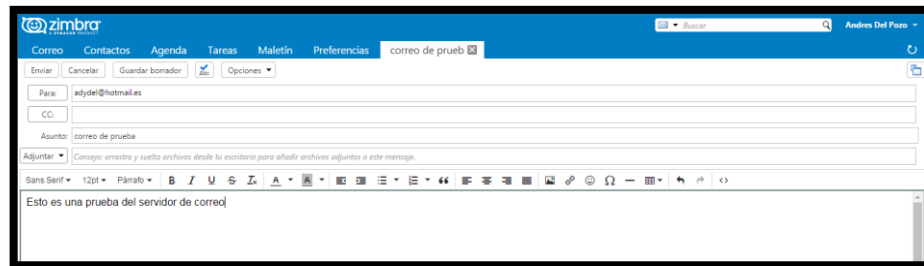 zimbra
A SYNACOR PRODUCT
Buscar
Andres Del Pozo
Correo Contactos Agenda Tareas Maletín Preferencias correo de prueb
Enviar Cancelar Guardar borrador Abc Opciones
Para: adydel@hotmail.es
CC:
Asunto: correo de prueba
Adjuntar Consejo: arrastra y suelta archivos desde tu escritorio para añadir archivos adjuntos a este mensaje.
Sans Serif 12pt Párrafo B I U S Ix A A
Esto es una prueba del servidor de correo